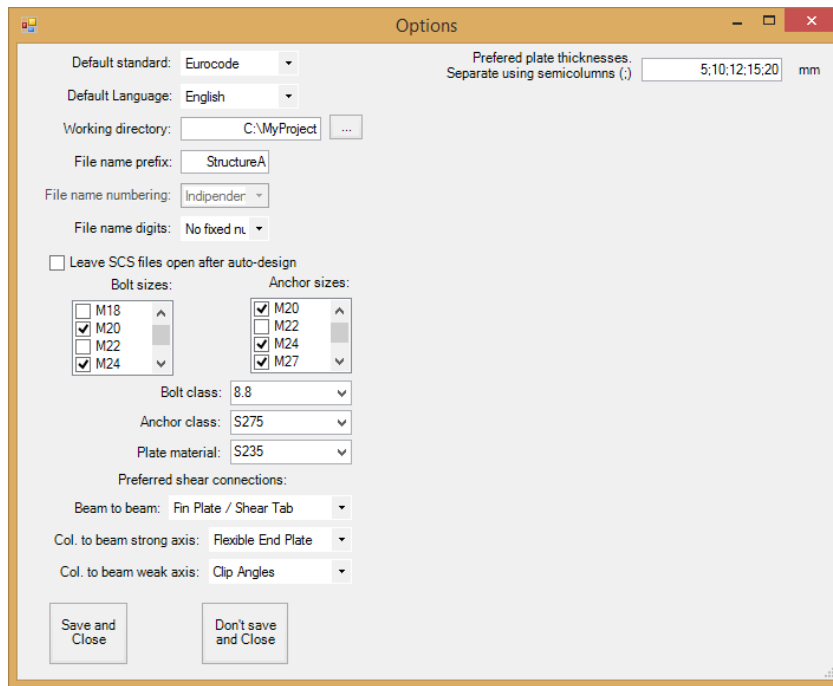 Options
Default standard: Eurocode
Prefered plate thicknesses.
Separate using semicolumns (;) 5;10;12;15;20 mm
Default Language: English
Working directory: C:\MyProject ...
File name prefix: StructureA
File name numbering: Indipender
File name digits: No fixed nu
Leave SCS files open after auto-design
Bolt sizes:
M18
M20
M22
M24
Anchor sizes:
M20
M22
M24
M27
Bolt class: 8.8
Anchor class: S275
Plate material: S235
Preferred shear connections:
Beam to beam: Fin Plate / Shear Tab
Col. to beam strong axis: Flexible End Plate
Col. to beam weak axis: Clip Angles
Save and
Close
Don't save
and Close